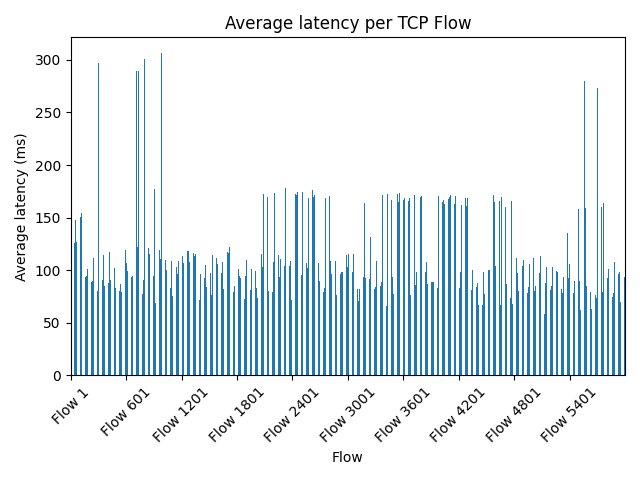 Average latency per TCP Flow
Average latency (ms)
300
250
200
150
100
50
0
Flow 1
Flow 601
Flow 1201
Flow 1801
Flow 2401
Flow 3001
Flow 3601
Flow 4201
Flow 4801
Flow 5401
Flow